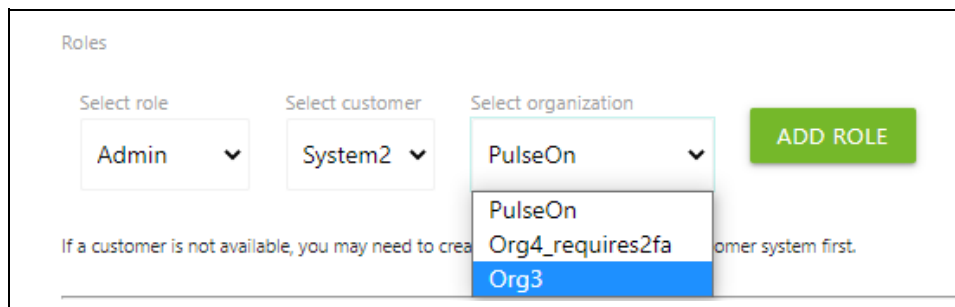 Roles
Select role Select customer Select organization
Admin System2 PulseOn ADD ROLE
PulseOn
Org4_requires2fa
Org3
If a customer is not available, you may need to crea omer system first.